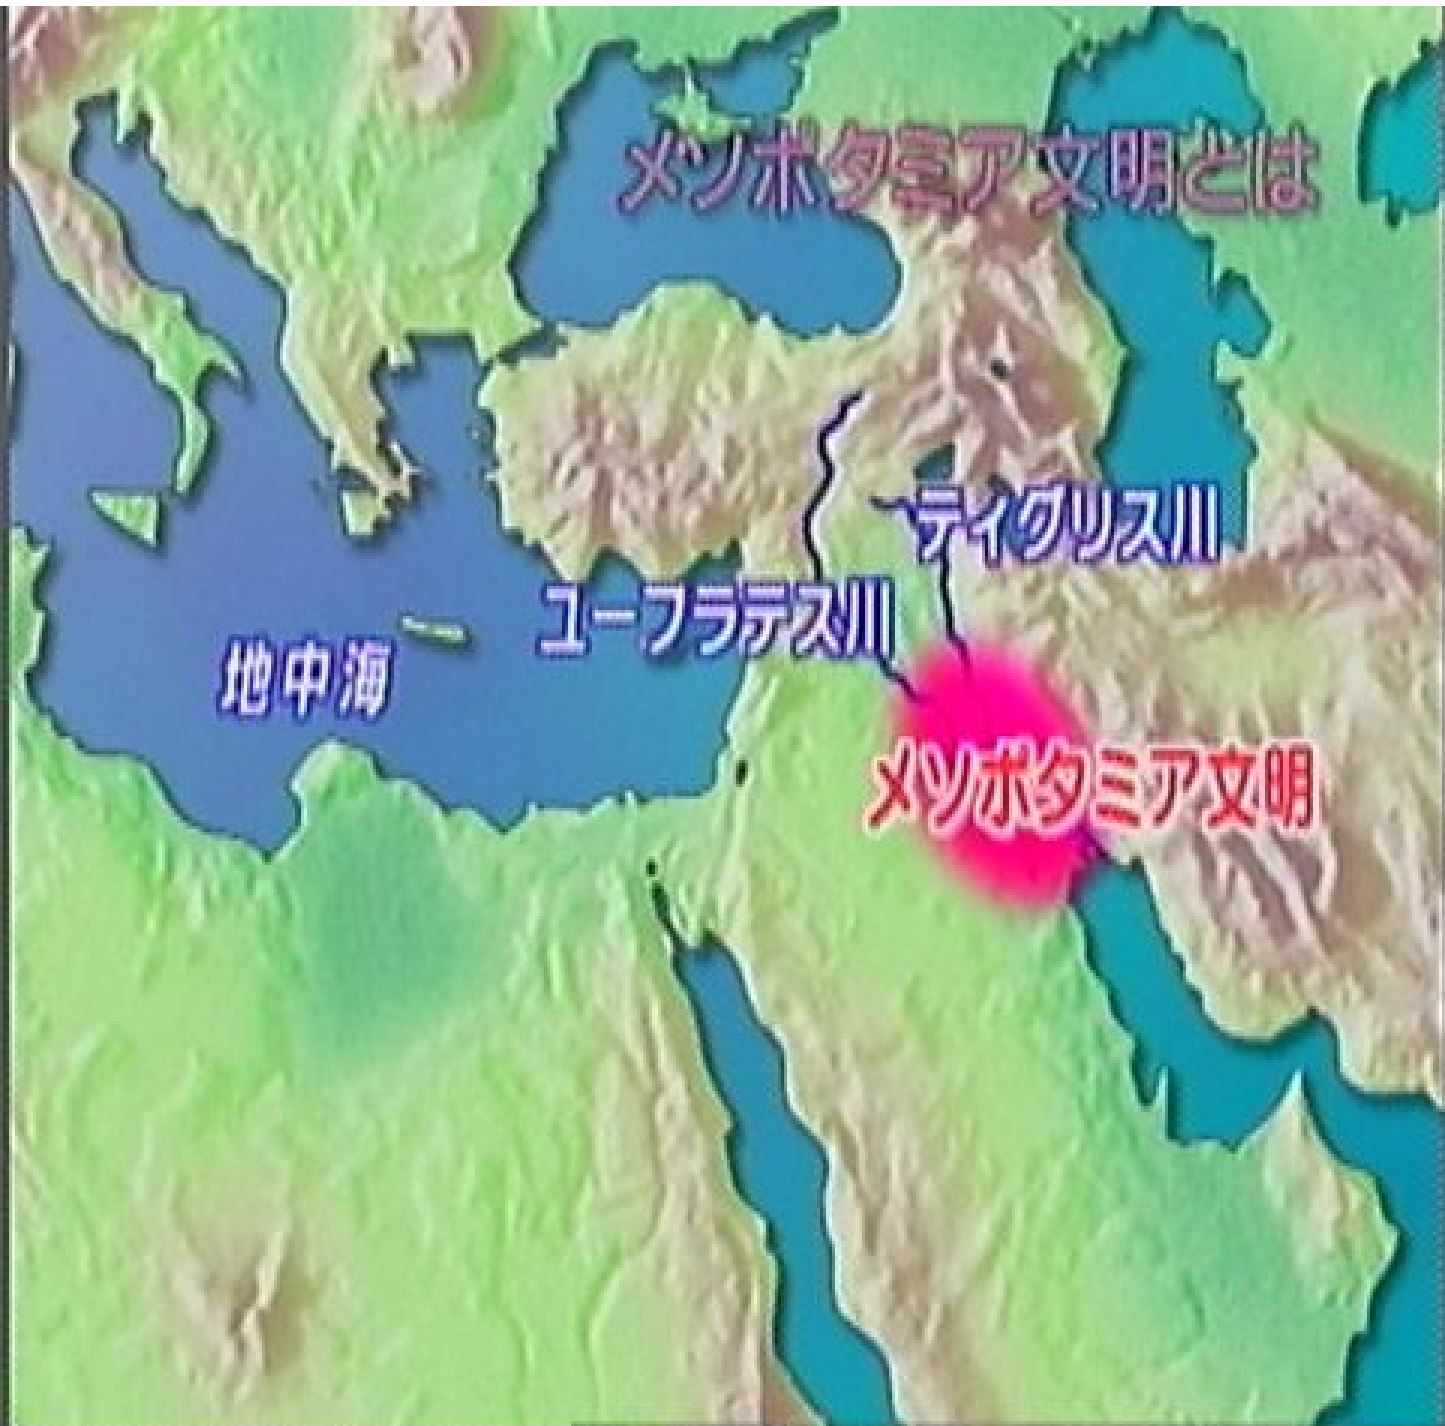 メソポタミア文明とは
ティグリス川
ユーフラテス川
地中海
メソポタミア文明